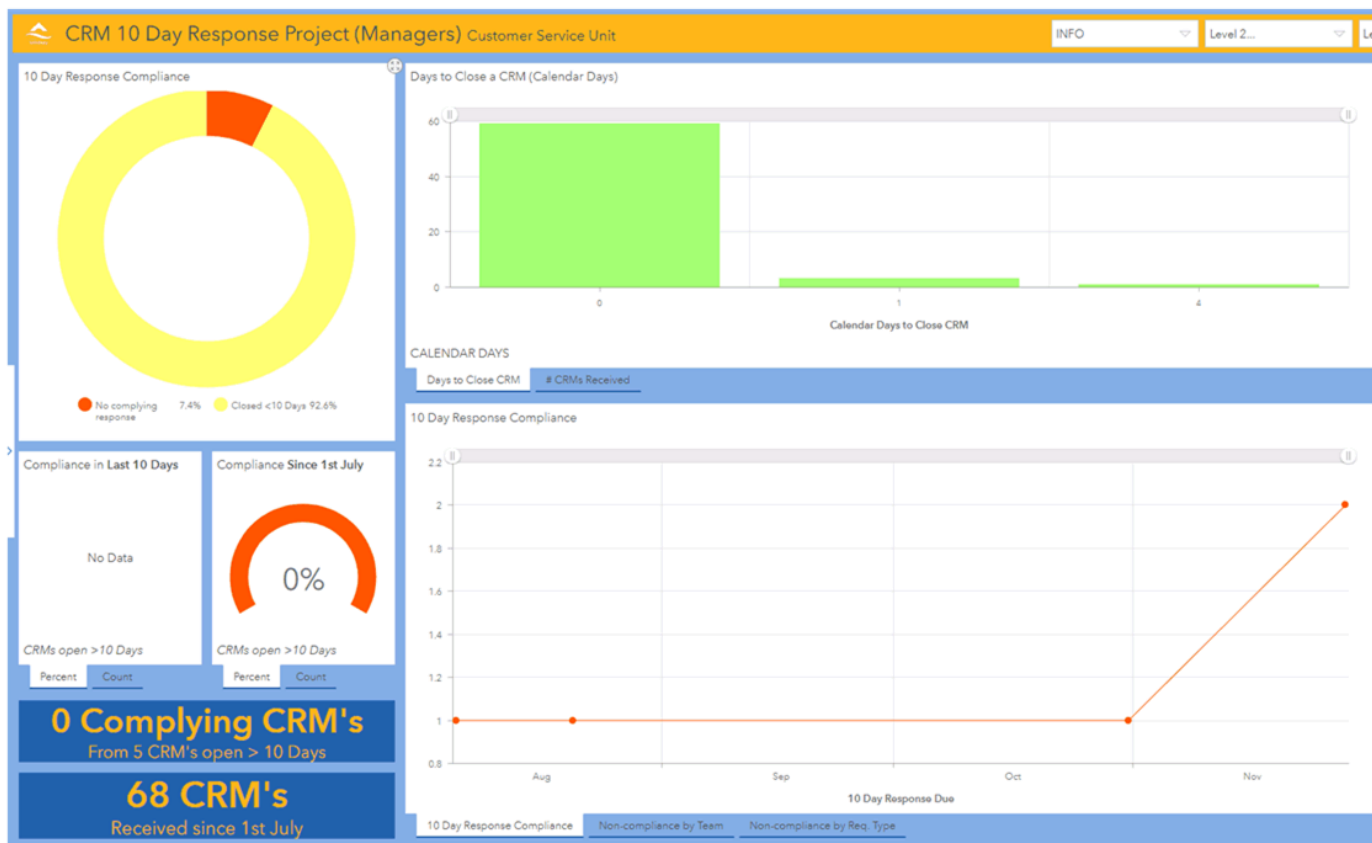 CRM 10 Day Response Project (Managers) Customer Service Unit
INFO
Level 2...
Le
10 Day Response Compliance
No complying response 7.4%
Closed <10 Days 92.6%
Days to Close a CRM (Calendar Days)
60
40
20
0
0 1 4
Calendar Days to Close CRM
CALENDAR DAYS
Days to Close CRM
# CRMs Received
Compliance in Last 10 Days
No Data
CRMs open >10 Days
Percent Count
Compliance Since 1st July
0%
CRMs open >10 Days
Percent Count
0 Complying CRM's
From 5 CRM's open > 10 Days
68 CRM's
Received since 1st July
10 Day Response Compliance
2.2
2
1.8
1.6
1.4
1.2
1
0.8
Aug Sep Oct Nov
10 Day Response Due
10 Day Response Compliance
Non-compliance by Team
Non-compliance by Req. Type